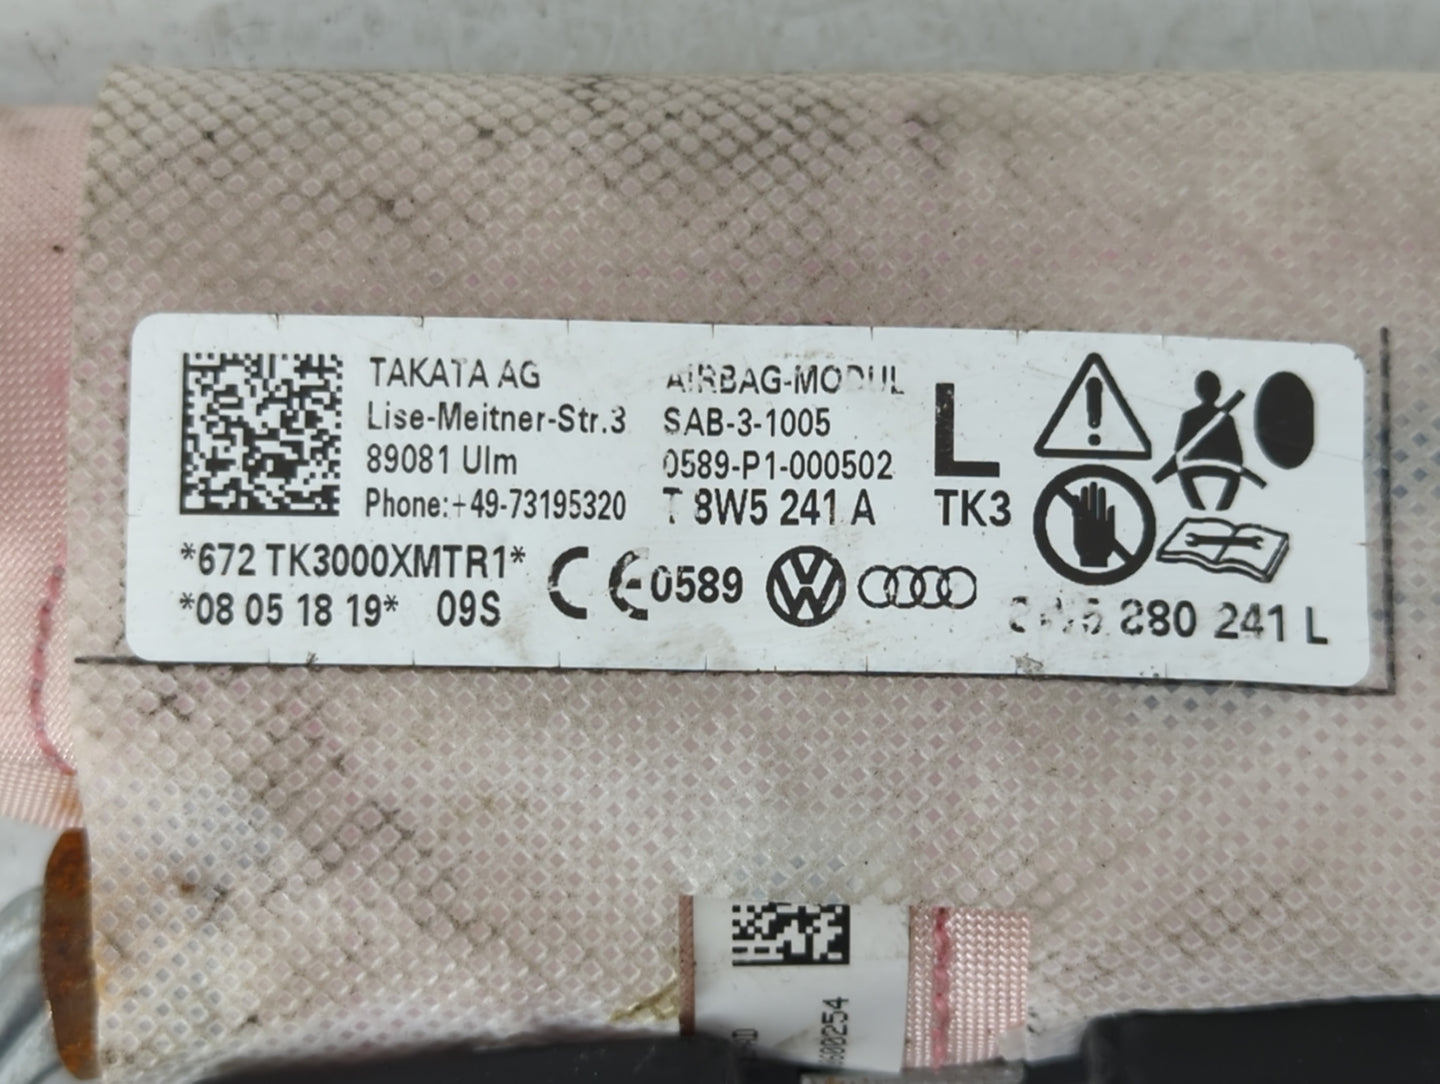 TAKATA AG
Lise-Meitner-Str.3
89081 Ulm
Phone:+49-73195320
AIRBAG-MODUL
SAB-3-1005
0589-P1-000502
T 8W5 241 A
L
TK3
*672 TK3000XMTR1*
*08 05 18 19* 09S
CE 0589
280 241 L